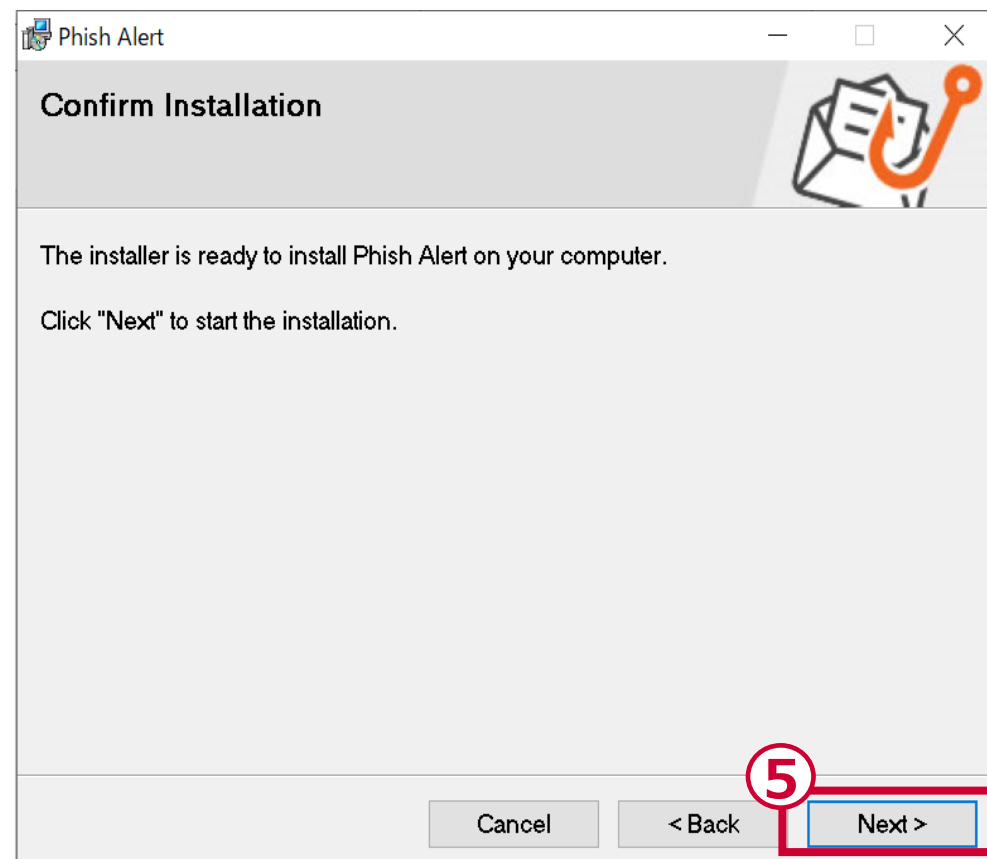 Phish Alert
Confirm Installation
The installer is ready to install Phish Alert on your computer.
Click "Next" to start the installation.
⑤
Cancel
< Back
Next >